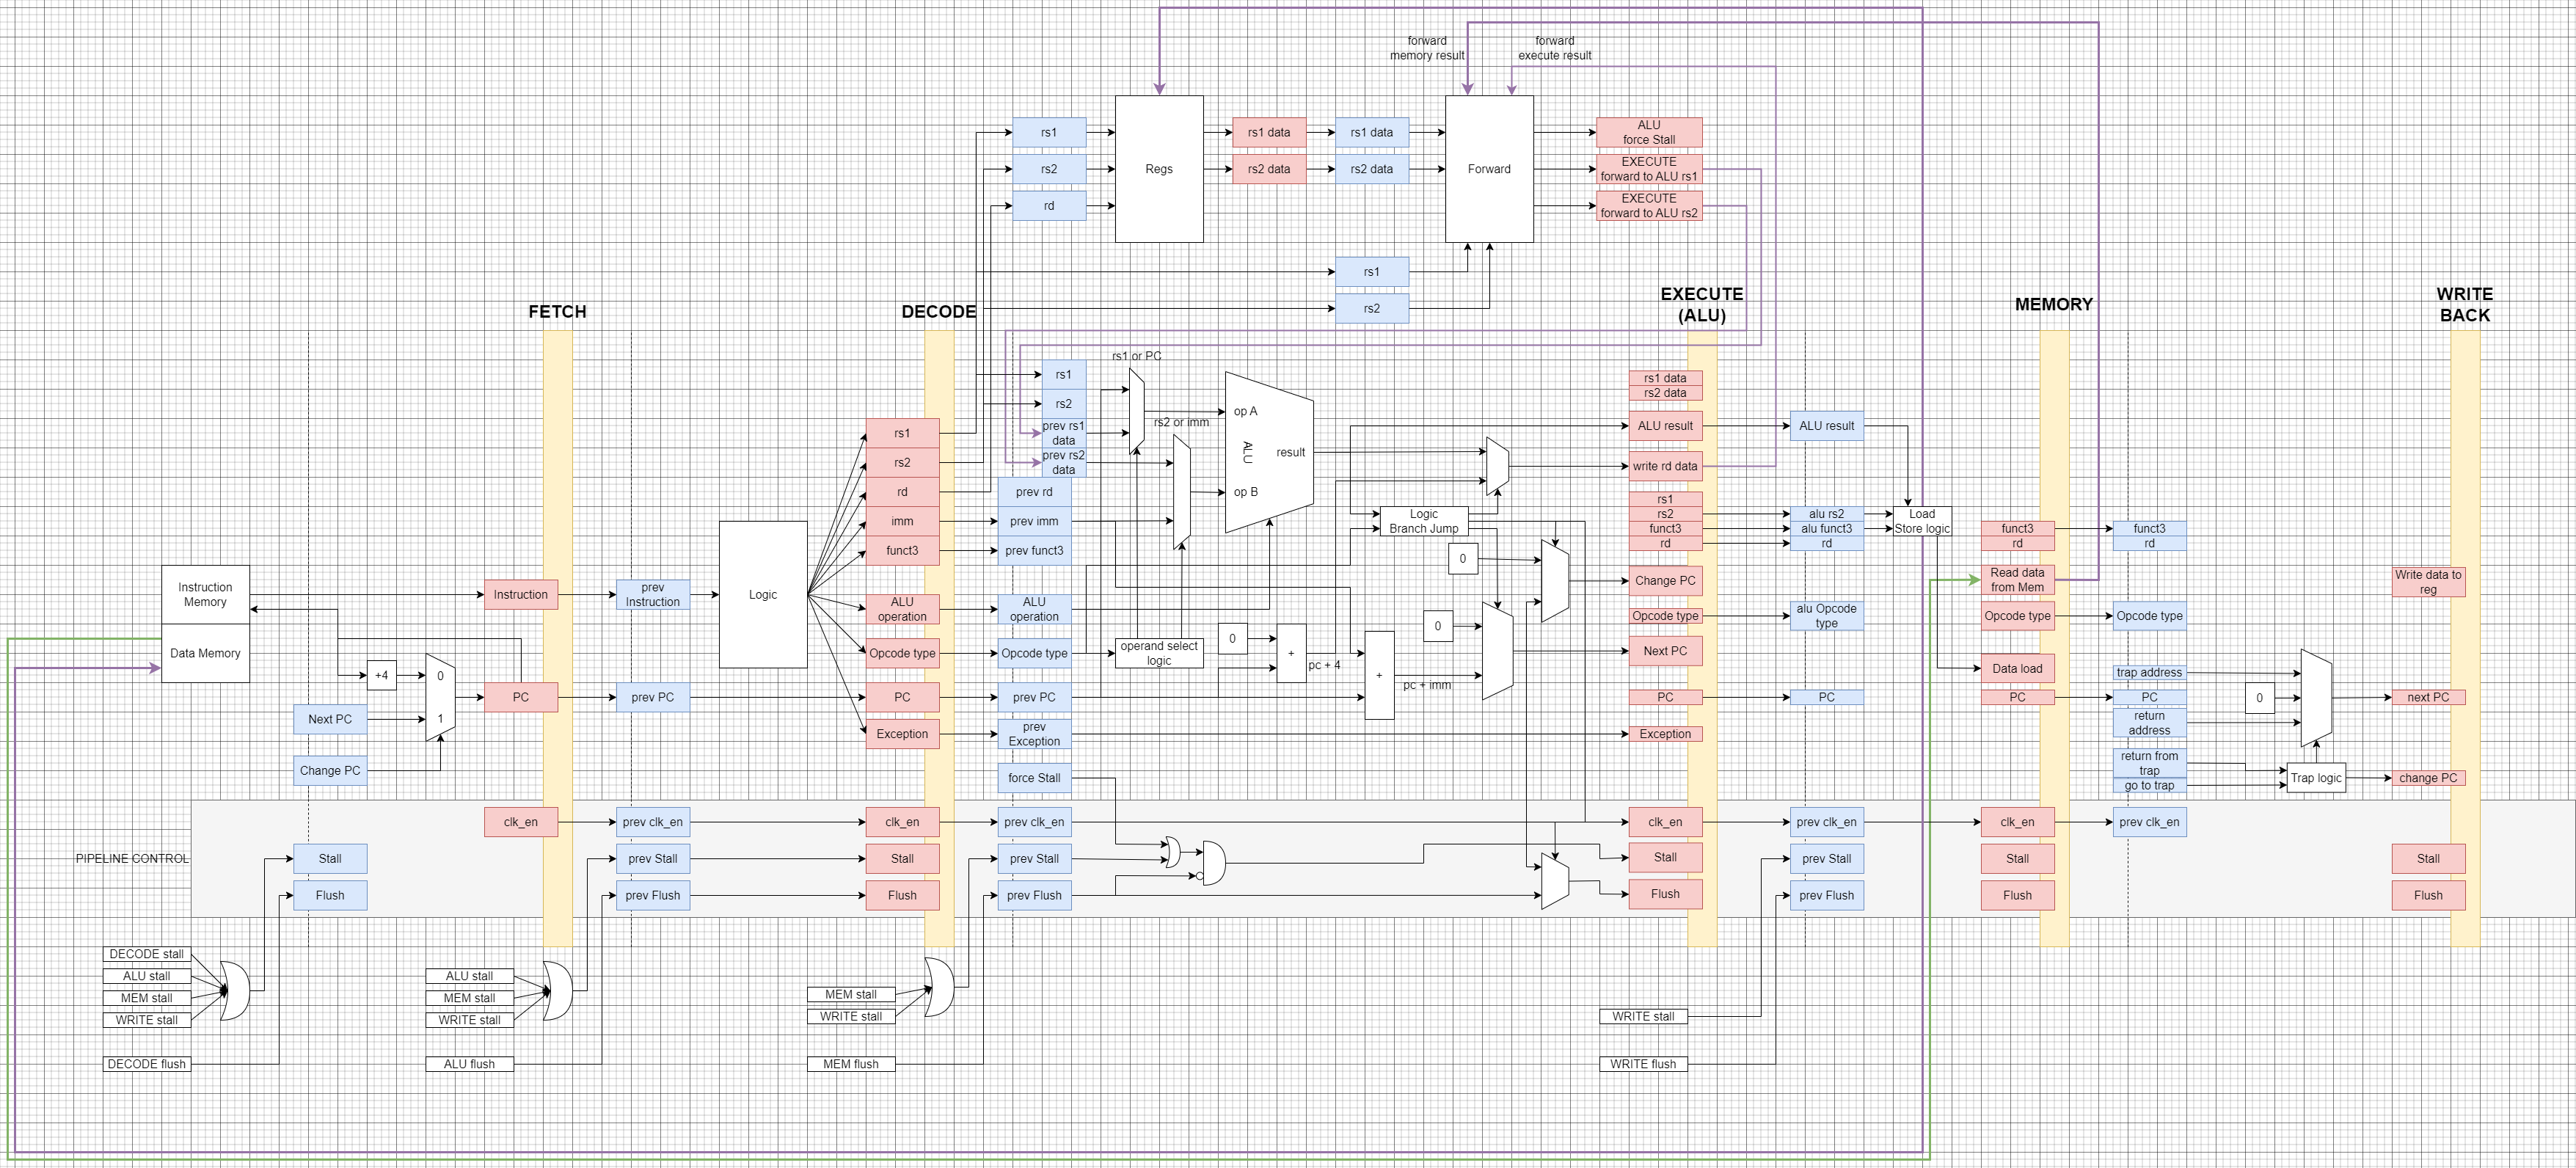 forward
memory result
forward
execute result
rs1
rs2
rd
Regs
rs1 data
rs2 data
rs1 data
rs2 data
Forward
ALU
force Stall
EXECUTE
forward to ALU rs1
EXECUTE
forward to ALU rs2
rs1
rs2
FETCH
DECODE
EXECUTE
(ALU)
MEMORY
WRITE
BACK
Instruction
Memory
Data Memory
+4
0
1
Next PC
Change PC
Instruction
PC
prev
Instruction
prev PC
Logic
rs1
rs2
rd
imm
funct3
ALU
operation
Opcode type
PC
Exception
rs1
rs2
prev rs1
data
prev rs2
data
prev rd
prev imm
prev funct3
ALU
operation
Opcode type
prev PC
prev
Exception
force Stall
rs1 or PC
rs2 or imm
op A
ALU
result
op B
operand select
logic
0
+
pc + 4
+
pc + imm
Logic
Branch Jump
0
0
rs1 data
rs2 data
ALU result
write rd data
rs1
rs2
funct3
rd
Change PC
Opcode type
Next PC
PC
Exception
ALU result
alu rs2
alu funct3
rd
alu Opcode
type
PC
Load
Store logic
funct3
rd
Read data
from Mem
Opcode type
Data load
PC
funct3
rd
Opcode type
trap address
PC
return
address
return from
trap
go to trap
0
Trap logic
Write data to
reg
next PC
change PC
PIPELINE CONTROL
Stall
Flush
clk_en
prev clk_en
prev Stall
prev Flush
clk_en
Stall
Flush
prev clk_en
prev Stall
prev Flush
clk_en
Stall
Flush
prev clk_en
prev Stall
prev Flush
clk_en
Stall
Flush
prev clk_en
Stall
Flush
DECODE stall
ALU stall
MEM stall
WRITE stall
DECODE flush
ALU stall
MEM stall
WRITE stall
ALU flush
MEM stall
WRITE stall
MEM flush
WRITE stall
WRITE flush